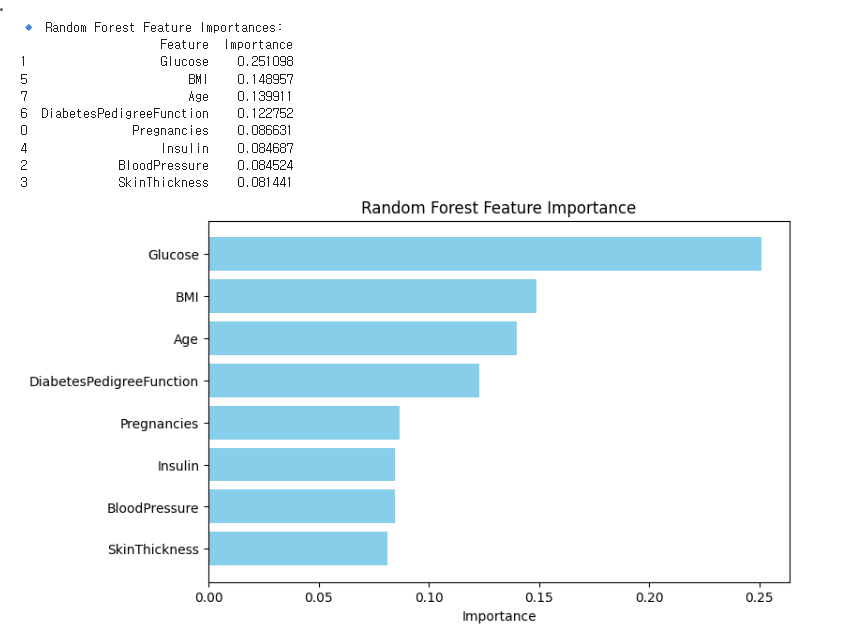 🔹 Random Forest Feature Importances:
Feature Importance
1 Glucose 0.251098
5 BMI 0.148957
7 Age 0.139911
6 DiabetesPedigreeFunction 0.122752
0 Pregnancies 0.086631
4 Insulin 0.084687
2 BloodPressure 0.084524
3 SkinThickness 0.081441
Random Forest Feature Importance
Glucose
BMI
Age
DiabetesPedigreeFunction
Pregnancies
Insulin
BloodPressure
SkinThickness
0.00 0.05 0.10 0.15 0.20 0.25
Importance